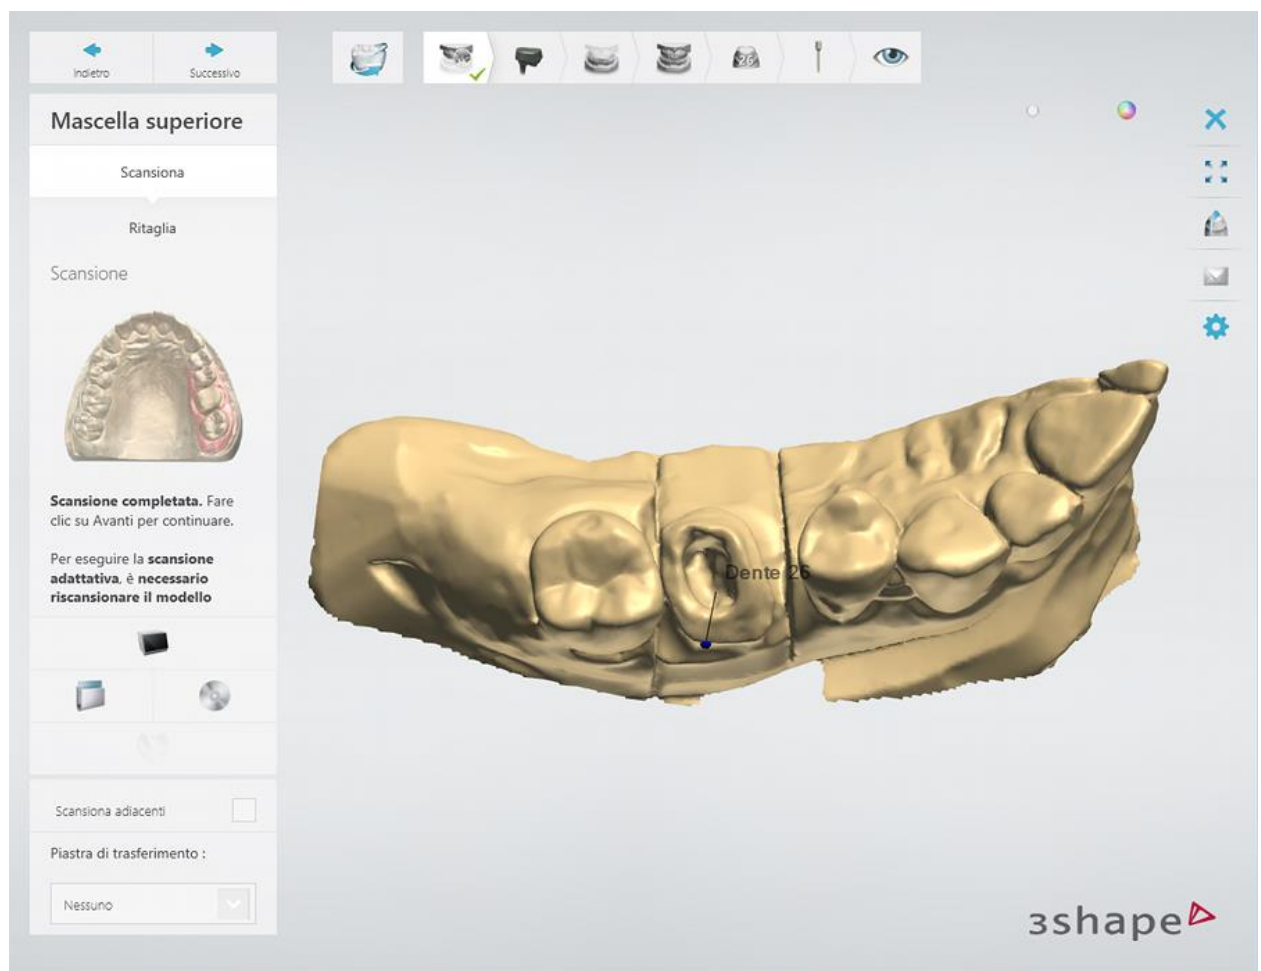 Indietro
Successivo
Mascella superiore
Scansiona
Ritaglia
Scansione
Scansione completata. Fare
clic su Avanti per continuare.
Per eseguire la scansione
adattativa, è necessario
riscansionare il modello
Scansiona adiacenti
Piastra di trasferimento :
Nessuno
26
Dente 26
3shape